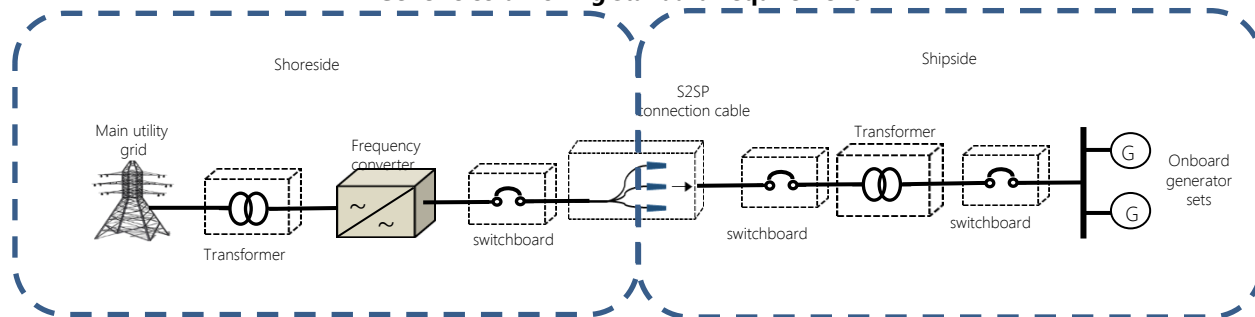 Shoreside
Shipside
S2SP
connection cable
Main utility
grid
Frequency
converter
Transformer
Transformer
switchboard
switchboard
switchboard
G
G
Onboard
generator
sets